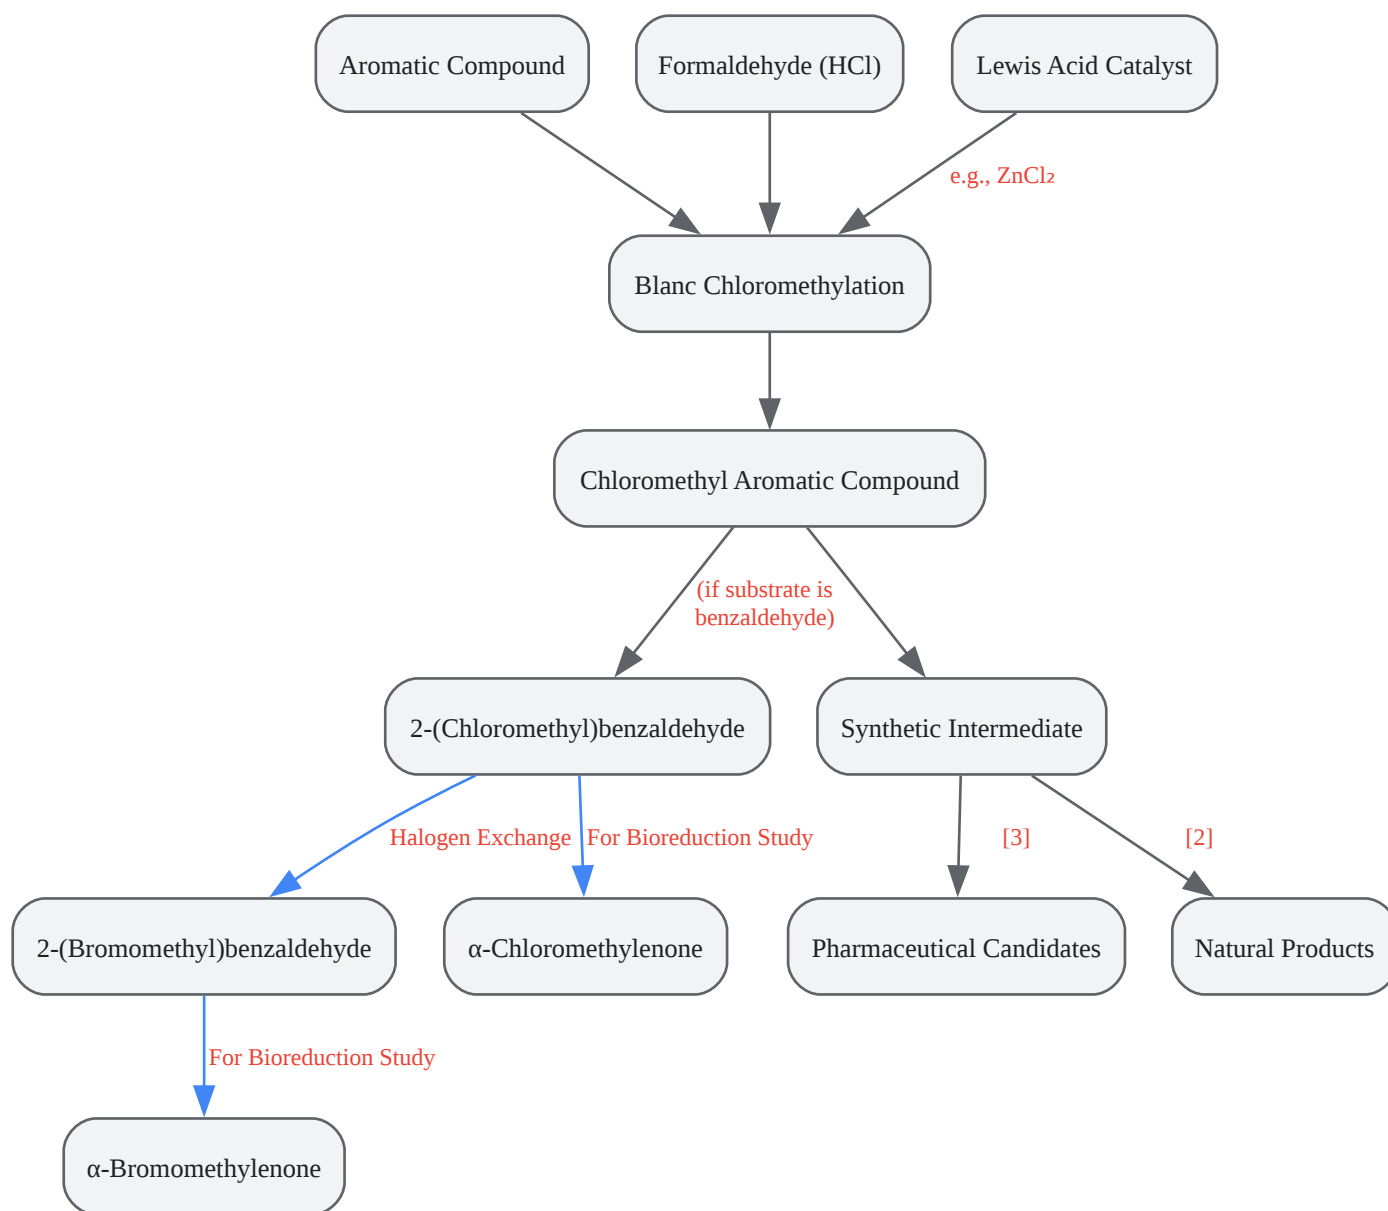 Aromatic Compound
Formaldehyde (HCl)
Lewis Acid Catalyst
e.g., ZnCl₂
Blanc Chloromethylation
Chloromethyl Aromatic Compound
(if substrate is
benzaldehyde)
2-(Chloromethyl)benzaldehyde
Synthetic Intermediate
Halogen Exchange
For Bioreduction Study
[3]
[2]
2-(Bromomethyl)benzaldehyde
α-Chloromethylenone
Pharmaceutical Candidates
Natural Products
For Bioreduction Study
α-Bromomethylenone